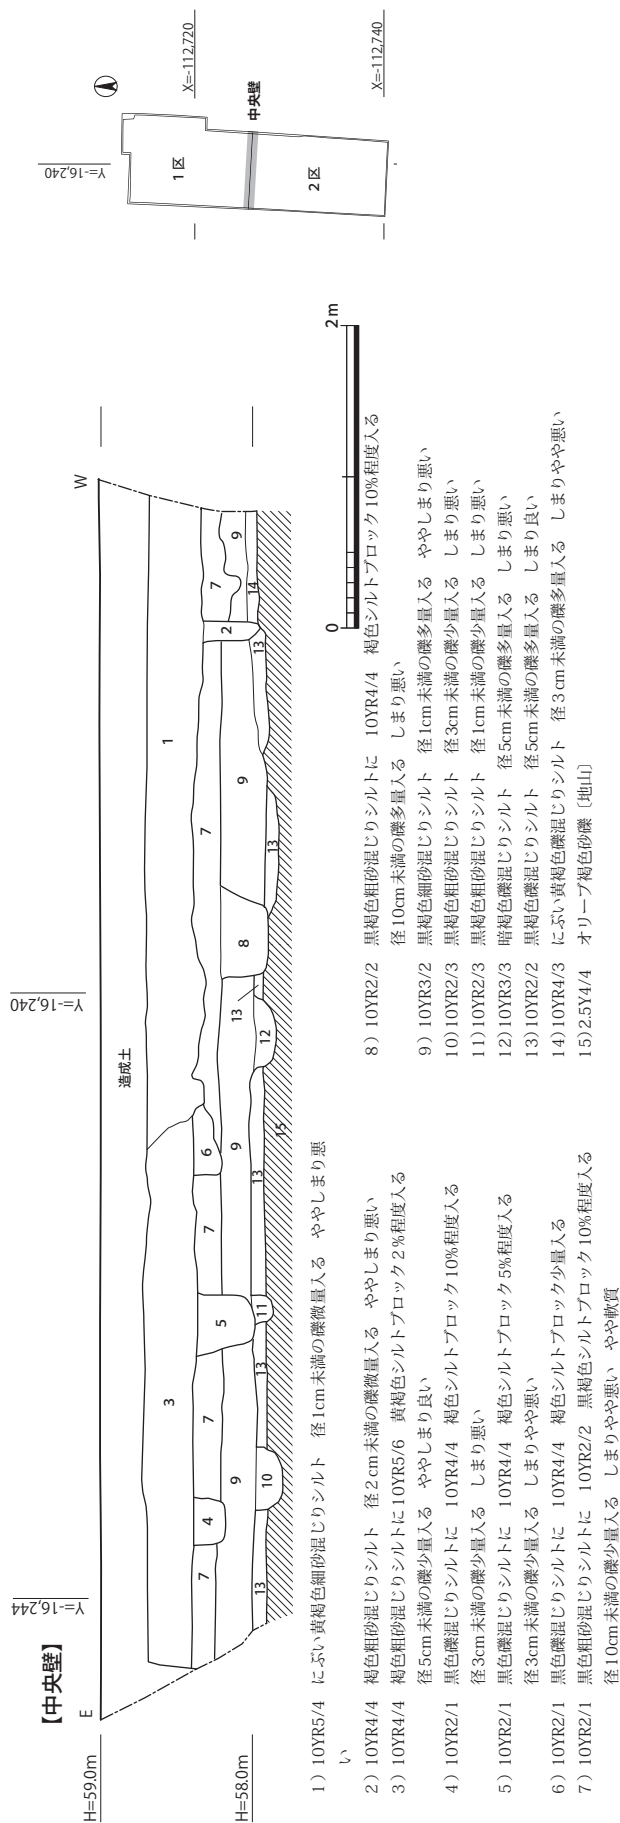 【中央壁】
Y=-16,244
Y=-16,240
H=59.0m
H=58.0m
E
W
造成土
1
3
7
4
7
5
7
6
7
2
7
9
9
8
9
9
13
10
13
11
13
12
13
13
13
14
15
0
2m
1）10YR5/4　にぶい黄褐色細砂混じりシルト　径1cm未満の礫微量入る　ややしまり悪
い
2）10YR4/4　褐色粗砂混じりシルト　径2cm未満の礫微量入る　ややしまり悪い
3）10YR4/4　褐色粗砂混じりシルトに10YR5/6　黄褐色シルトブロック2%程度入る
径5cm未満の礫少量入る　ややしまり良い
4）10YR2/1　黒色礫混じりシルトに　10YR4/4　褐色シルトブロック10%程度入る
径3cm未満の礫少量入る　しまり悪い
5）10YR2/1　黒色礫混じりシルトに　10YR4/4　褐色シルトブロック5%程度入る
径3cm未満の礫少量入る　しまりやや悪い
6）10YR2/1　黒色礫混じりシルトに　10YR4/4　褐色シルトブロック少量入る
7）10YR2/1　黒色粗砂混じりシルトに　10YR2/2　黒褐色シルトブロック10%程度入る
径10cm未満の礫少量入る　しまりやや悪い　やや軟質
8）10YR2/2　黒褐色粗砂混じりシルトに　10YR4/4　褐色シルトブロック10%程度入る
径10cm未満の礫多量入る　しまり悪い
9）10YR3/2　黒褐色細砂混じりシルト　径1cm未満の礫多量入る　ややしまり悪い
10）10YR2/3　黒褐色粗砂混じりシルト　径3cm未満の礫少量入る　しまり悪い
11）10YR2/3　黒褐色粗砂混じりシルト　径1cm未満の礫少量入る　しまり悪い
12）10YR3/3　暗褐色礫混じりシルト　径5cm未満の礫多量入る　しまり悪い
13）10YR2/2　黒褐色礫混じりシルト　径5cm未満の礫多量入る　しまり良い
14）10YR4/3　にぶい黄褐色礫混じりシルト　径3cm未満の礫多量入る　しまりやや悪い
15）2.5Y4/4　オリーブ褐色砂礫〔地山〕
Y=-16,240
X=-112,720
X=-112,740
1区
2区
中央壁